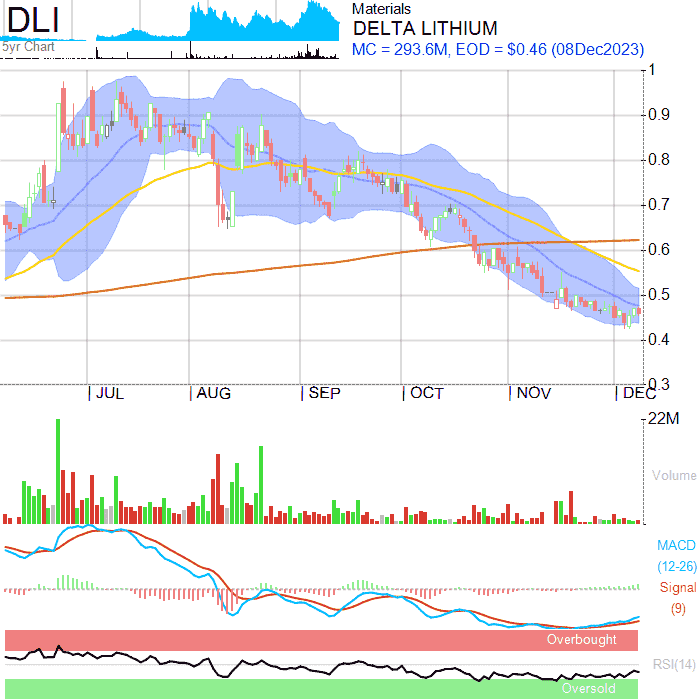 DLI
5yr Chart
Materials
DELTA LITHIUM
MC = 293.6M, EOD = $0.46 (08Dec2023)
1
0.9
0.8
0.7
0.6
0.5
0.4
0.3
JUL AUG SEP OCT NOV DEC
22M
Volume
MACD
(12-26)
Signal
(9)
Overbought
RSI(14)
Oversold